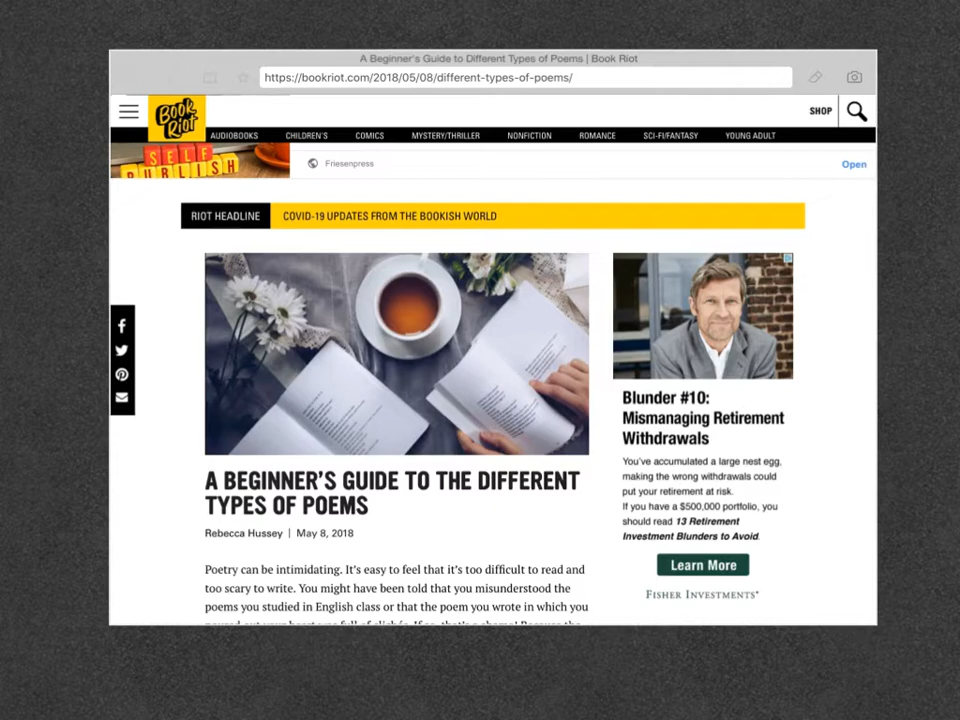 A Beginner's Guide to Different Types of Poems | Book Riot
https://bookriot.com/2018/05/08/different-types-of-poems/
Book Riot
SHOP
AUDIOBOOKS CHILDREN'S COMICS MYSTERY/THRILLER NONFICTION ROMANCE SCI-FI/FANTASY YOUNG ADULT
SELF
PUBLISH
Friesenpress
Open
RIOT HEADLINE COVID-19 UPDATES FROM THE BOOKISH WORLD
A BEGINNER'S GUIDE TO THE DIFFERENT
TYPES OF POEMS
Rebecca Hussey | May 8, 2018
Poetry can be intimidating. It's easy to feel that it's too difficult to read and
too scary to write. You might have been told that you misunderstood the
poems you studied in English class or that the poem you wrote in which you
Blunder #10:
Mismanaging Retirement
Withdrawals
You've accumulated a large nest egg,
making the wrong withdrawals could
put your retirement at risk.
If you have a $500,000 portfolio, you
should read 13 Retirement
Investment Blunders to Avoid.
Learn More
FISHER INVESTMENTS®